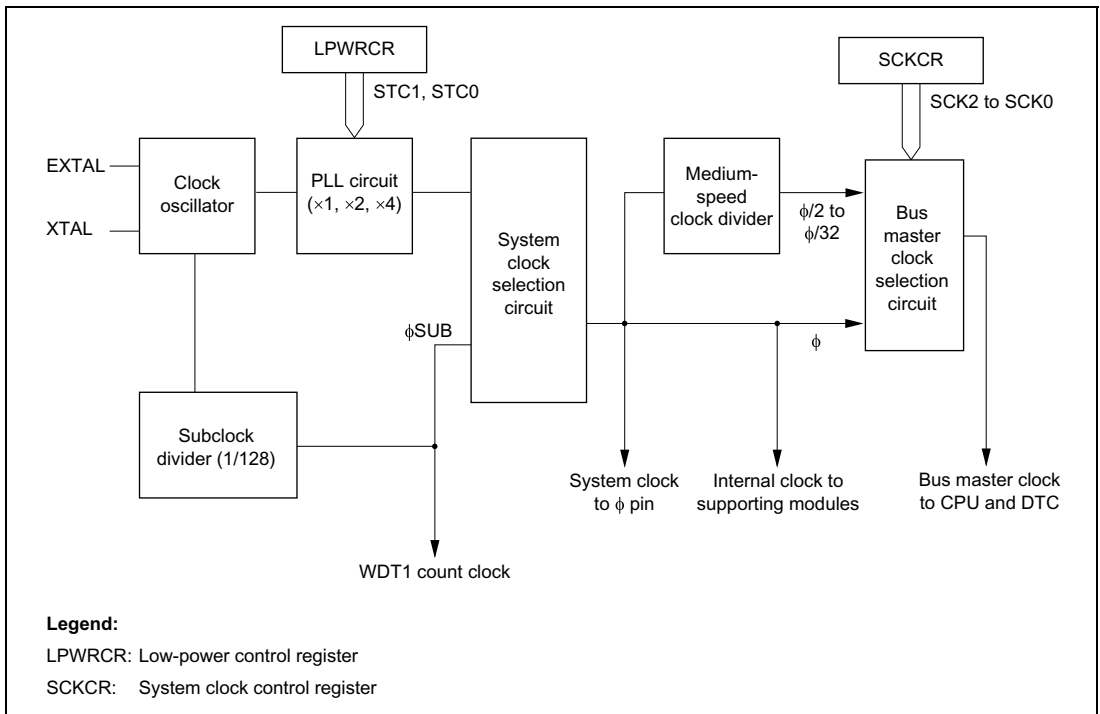 LPWRCR
STC1, STC0
SCKCR
SCK2 to SCK0
EXTAL
XTAL
Clock
oscillator
PLL circuit
(×1, ×2, ×4)
System
clock
selection
circuit
Medium-
speed
clock divider
ϕ/2 to
ϕ/32
Bus
master
clock
selection
circuit
ϕSUB
ϕ
Subclock
divider (1/128)
System clock
to ϕ pin
Internal clock to
supporting modules
Bus master clock
to CPU and DTC
WDT1 count clock
Legend:
LPWRCR: Low-power control register
SCKCR: System clock control register